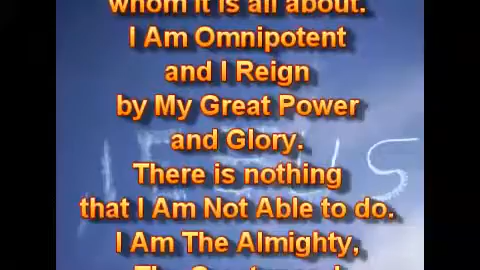 whom it is all about.
I Am Omnipotent
and I Reign
by My Great Power
and Glory.
There is nothing
that I Am Not Able to do.
I Am The Almighty,
JESUS